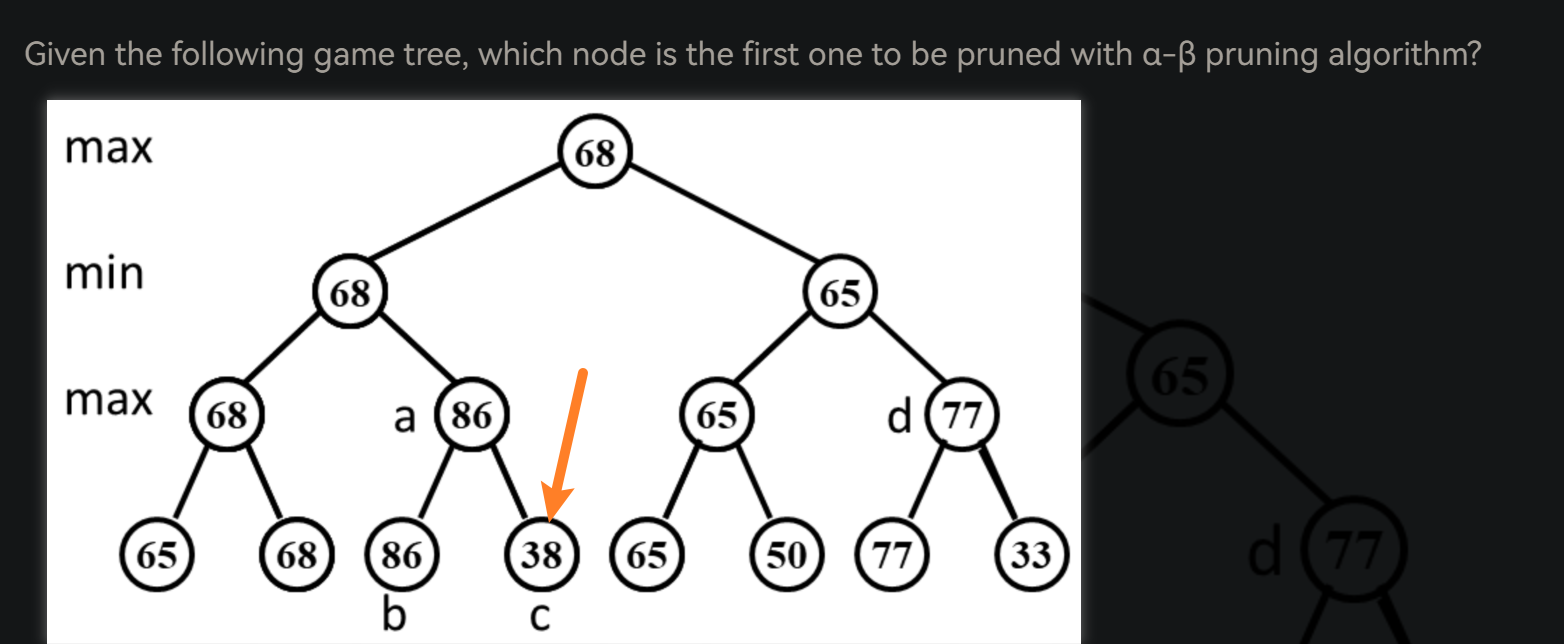 Given the following game tree, which node is the first one to be pruned with α-β pruning algorithm?
max 68
min 68 65
max 68 a 86 65 d 77
65 68 86 38 65 50 77 33
b c
65
d 77